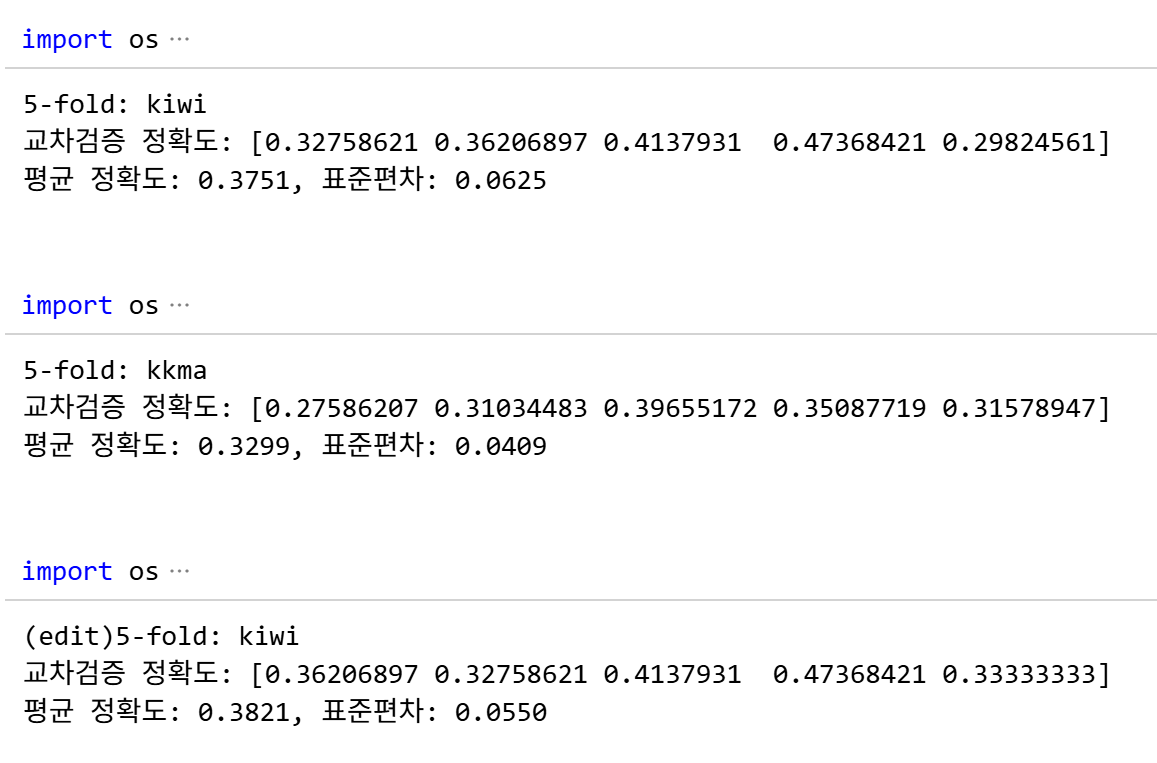 import os ...
5-fold: kiwi
교차검증 정확도: [0.32758621 0.36206897 0.4137931  0.47368421 0.29824561]
평균 정확도: 0.3751, 표준편차: 0.0625
import os ...
5-fold: kkma
교차검증 정확도: [0.27586207 0.31034483 0.39655172 0.35087719 0.31578947]
평균 정확도: 0.3299, 표준편차: 0.0409
import os ...
(edit)5-fold: kiwi
교차검증 정확도: [0.36206897 0.32758621 0.4137931  0.47368421 0.33333333]
평균 정확도: 0.3821, 표준편차: 0.0550